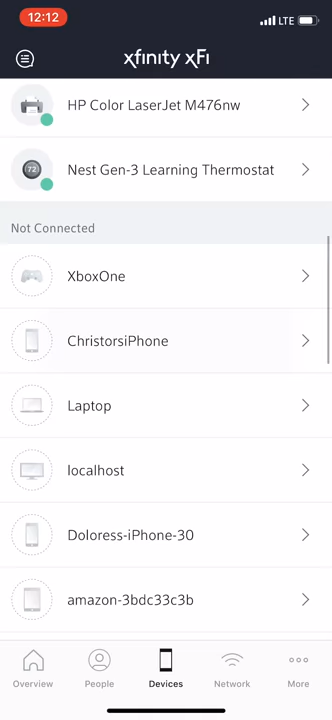 12:12
LTE
xfinity xFi
HP Color LaserJet M476nw
72
Nest Gen-3 Learning Thermostat
Not Connected
XboxOne
ChristorsiPhone
Laptop
localhost
Doloress-iPhone-30
amazon-3bdc33c3b
Overview
People
Devices
Network
More